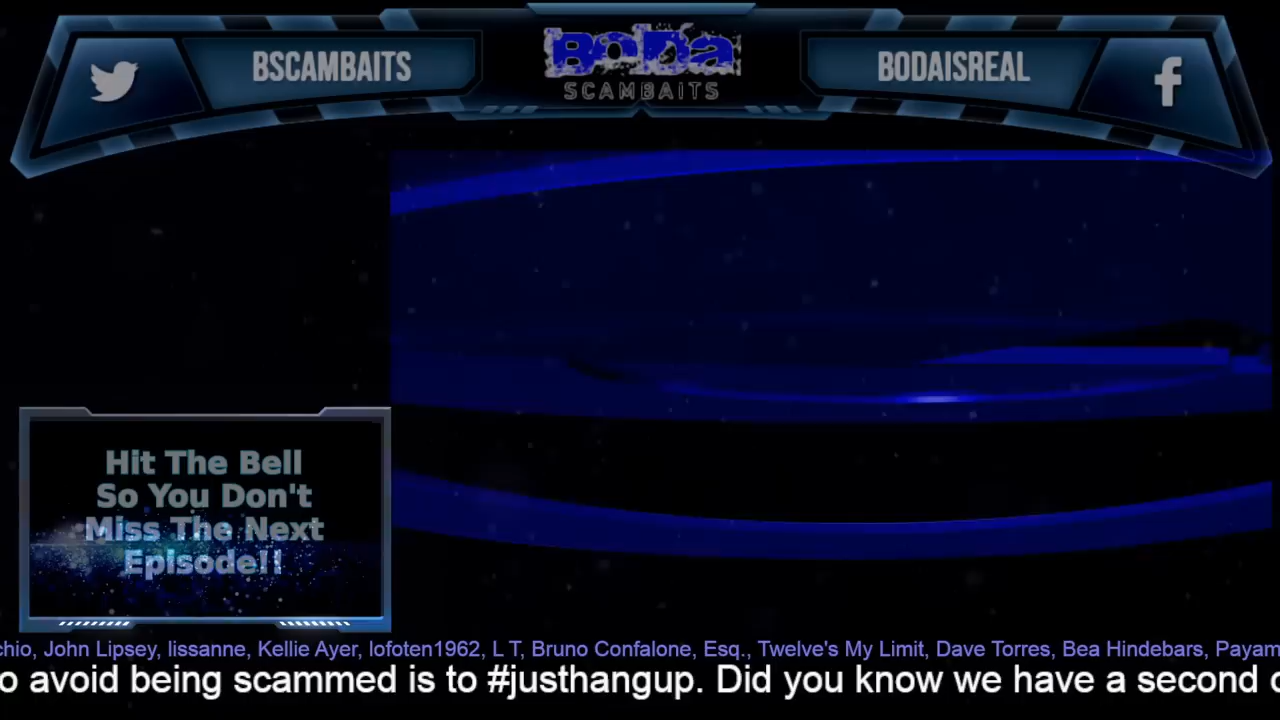 BSCAMBAITS
BoDa
SCAMBAITS
BODAISREAL
Hit The Bell
So You Don't
Miss The Next
Episode!!
chio, John Lipsey, lissanne, Kellie Ayer, lofoten1962, L T, Bruno Confalone, Esq., Twelve's My Limit, Dave Torres, Bea Hindebars, Payam
o avoid being scammed is to #justhangup. Did you know we have a second